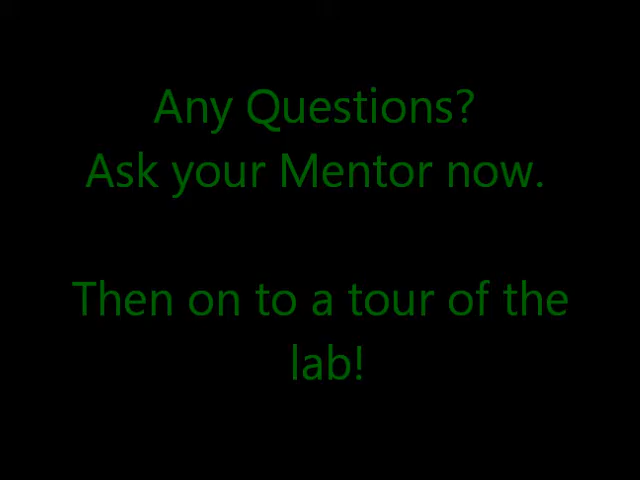 Any Questions?
Ask your Mentor now.
Then on to a tour of the
lab!